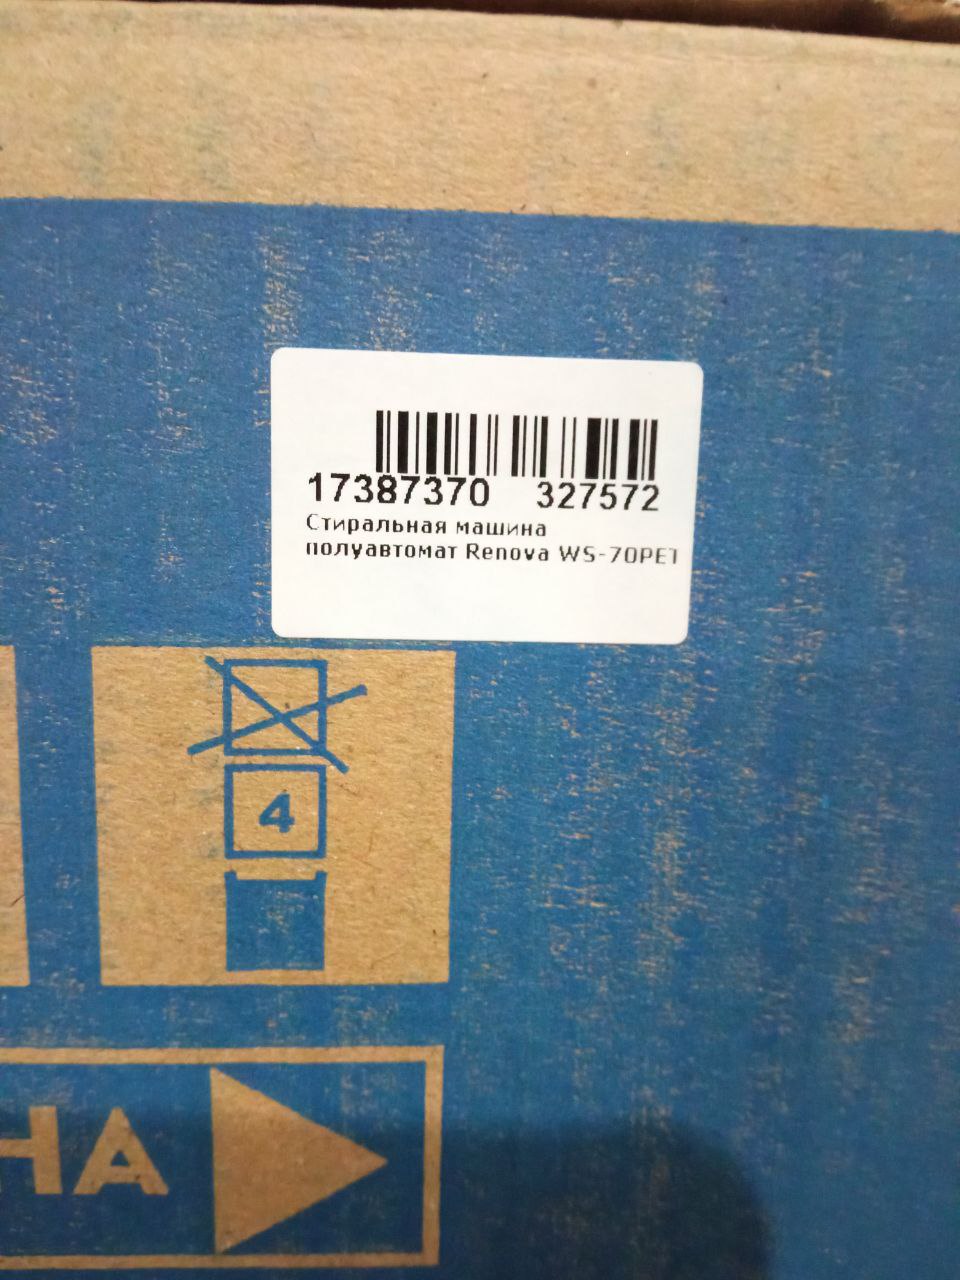 17387370 327572
Стиральная машина
полуавтомат Renova WS-70PET
4
НА